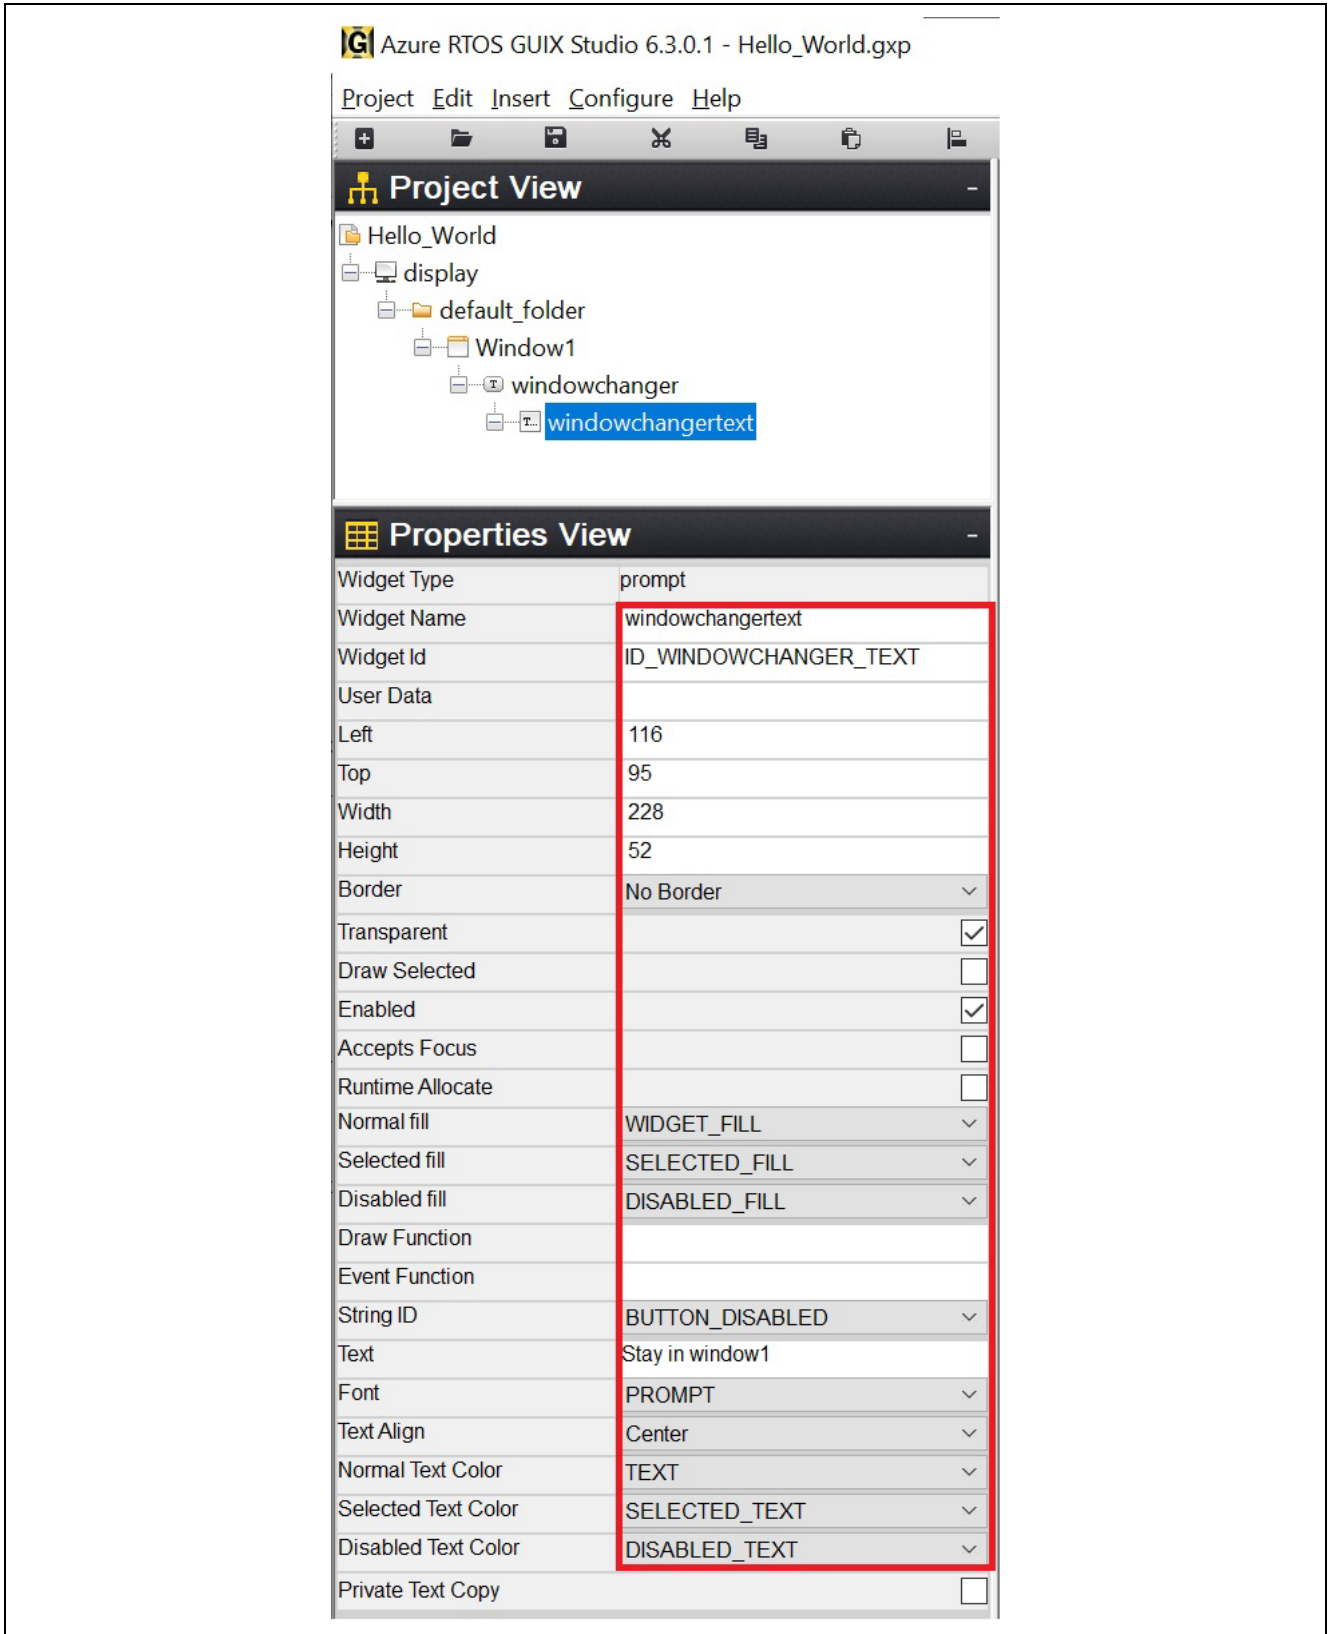 Azure RTOS GUIX Studio 6.3.0.1 - Hello_World.gxp
Project Edit Insert Configure Help
Project View -
Hello_World
display
default_folder
Window1
windowchanger
windowchangertext
Properties View -
Widget Type prompt
Widget Name windowchangertext
Widget Id ID_WINDOWCHANGER_TEXT
User Data
Left 116
Top 95
Width 228
Height 52
Border No Border
Transparent
Draw Selected
Enabled
Accepts Focus
Runtime Allocate
Normal fill WIDGET_FILL
Selected fill SELECTED_FILL
Disabled fill DISABLED_FILL
Draw Function
Event Function
String ID BUTTON_DISABLED
Text Stay in window1
Font PROMPT
Text Align Center
Normal Text Color TEXT
Selected Text Color SELECTED_TEXT
Disabled Text Color DISABLED_TEXT
Private Text Copy